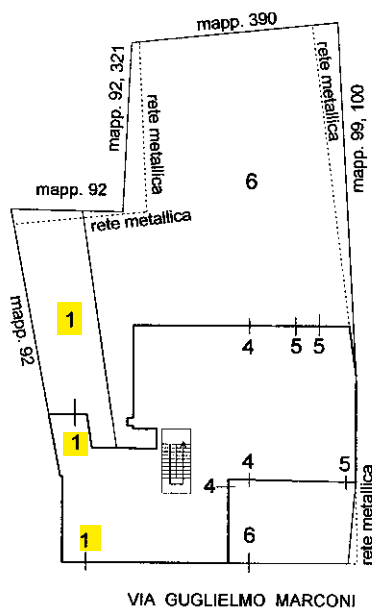 mapp. 390
mapp. 92, 321
rete metallica
rete metallica
mapp. 99, 100
6
mapp. 92
rete metallica
1
mapp. 92
4 5 5
1
4 5
4
1
6
rete metallica
VIA GUGLIELMO MARCONI